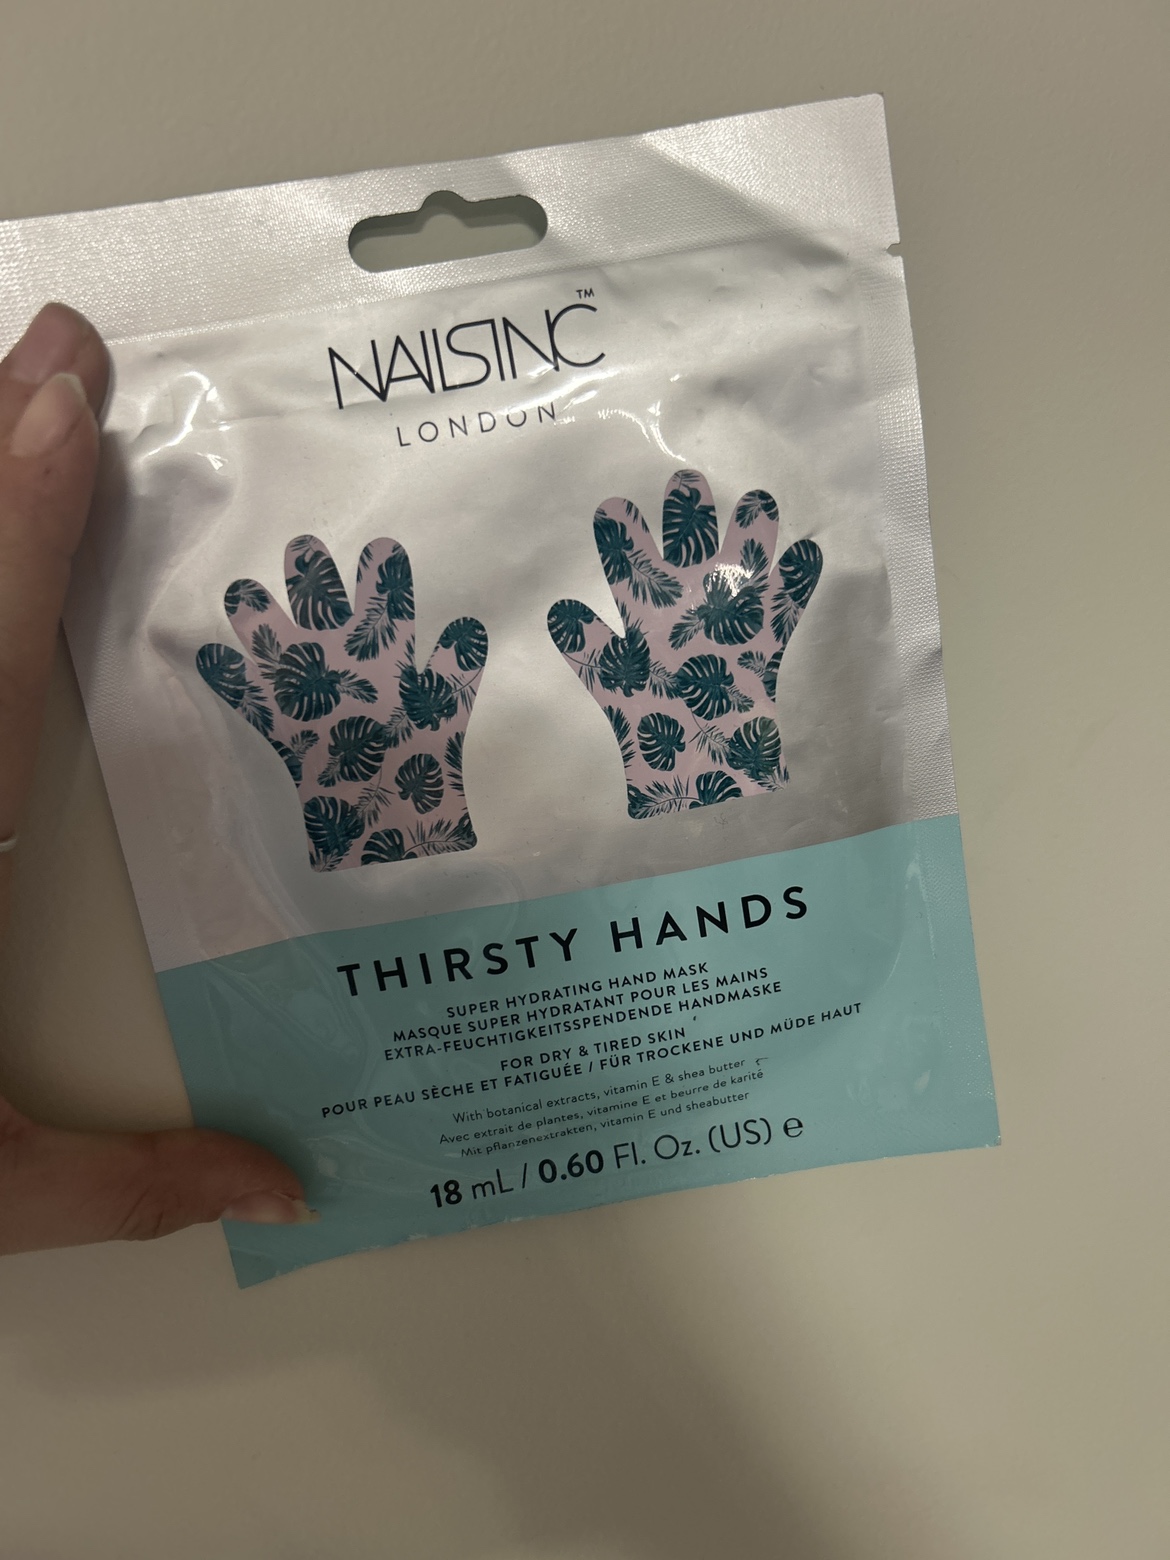 NAILSINC™
LONDON
THIRSTY HANDS
SUPER HYDRATING HAND MASK
MASQUE SUPER HYDRATANT POUR LES MAINS
EXTRA-FEUCHTIGKEITSSPENDENDE HANDMASKE
FOR DRY & TIRED SKIN
POUR PEAU SÈCHE ET FATIGUÉE / FÜR TROCKENE UND MÜDE HAUT
With botanical extracts, vitamin E & shea butter
Avec extrait de plantes, vitamine E et beurre de karité
Mit pflanzenextrakten, vitamin E und sheabutter
18 mL / 0.60 Fl. Oz. (US) ℮